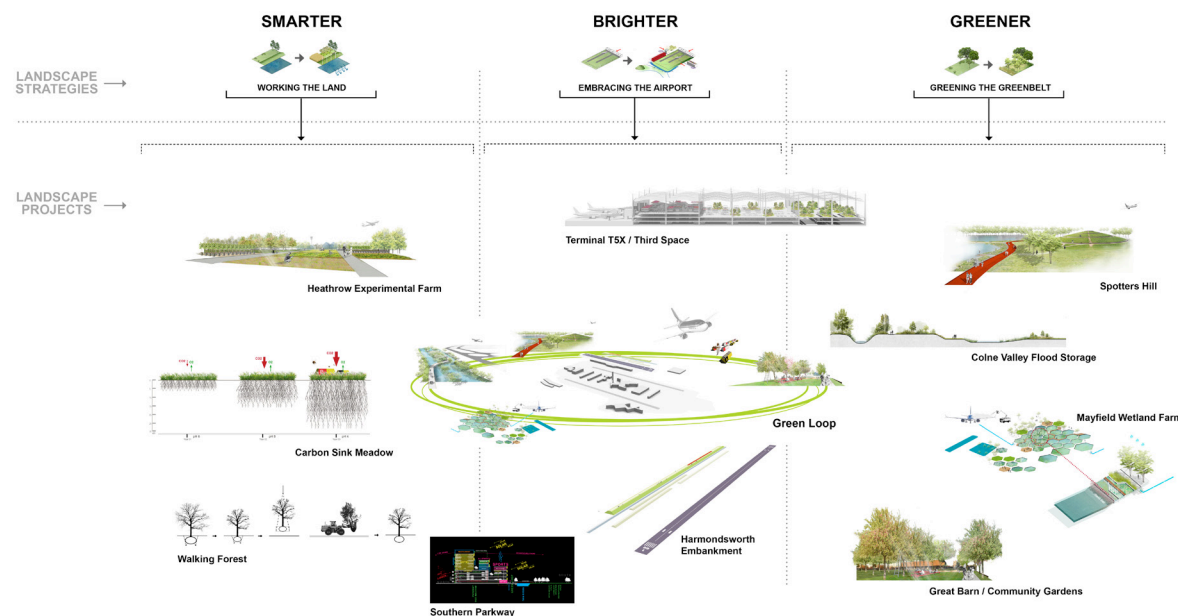 SMARTER
BRIGHTER
GREENER
LANDSCAPE
STRATEGIES
WORKING THE LAND
EMBRACING THE AIRPORT
GREENING THE GREENBELT
LANDSCAPE
PROJECTS
Terminal T5X / Third Space
Heathrow Experimental Farm
Spotters Hill
Colne Valley Flood Storage
Carbon Sink Meadow
Green Loop
Mayfield Wetland Farm
Harmondsworth
Embankment
Walking Forest
Great Barn / Community Gardens
Southern Parkway